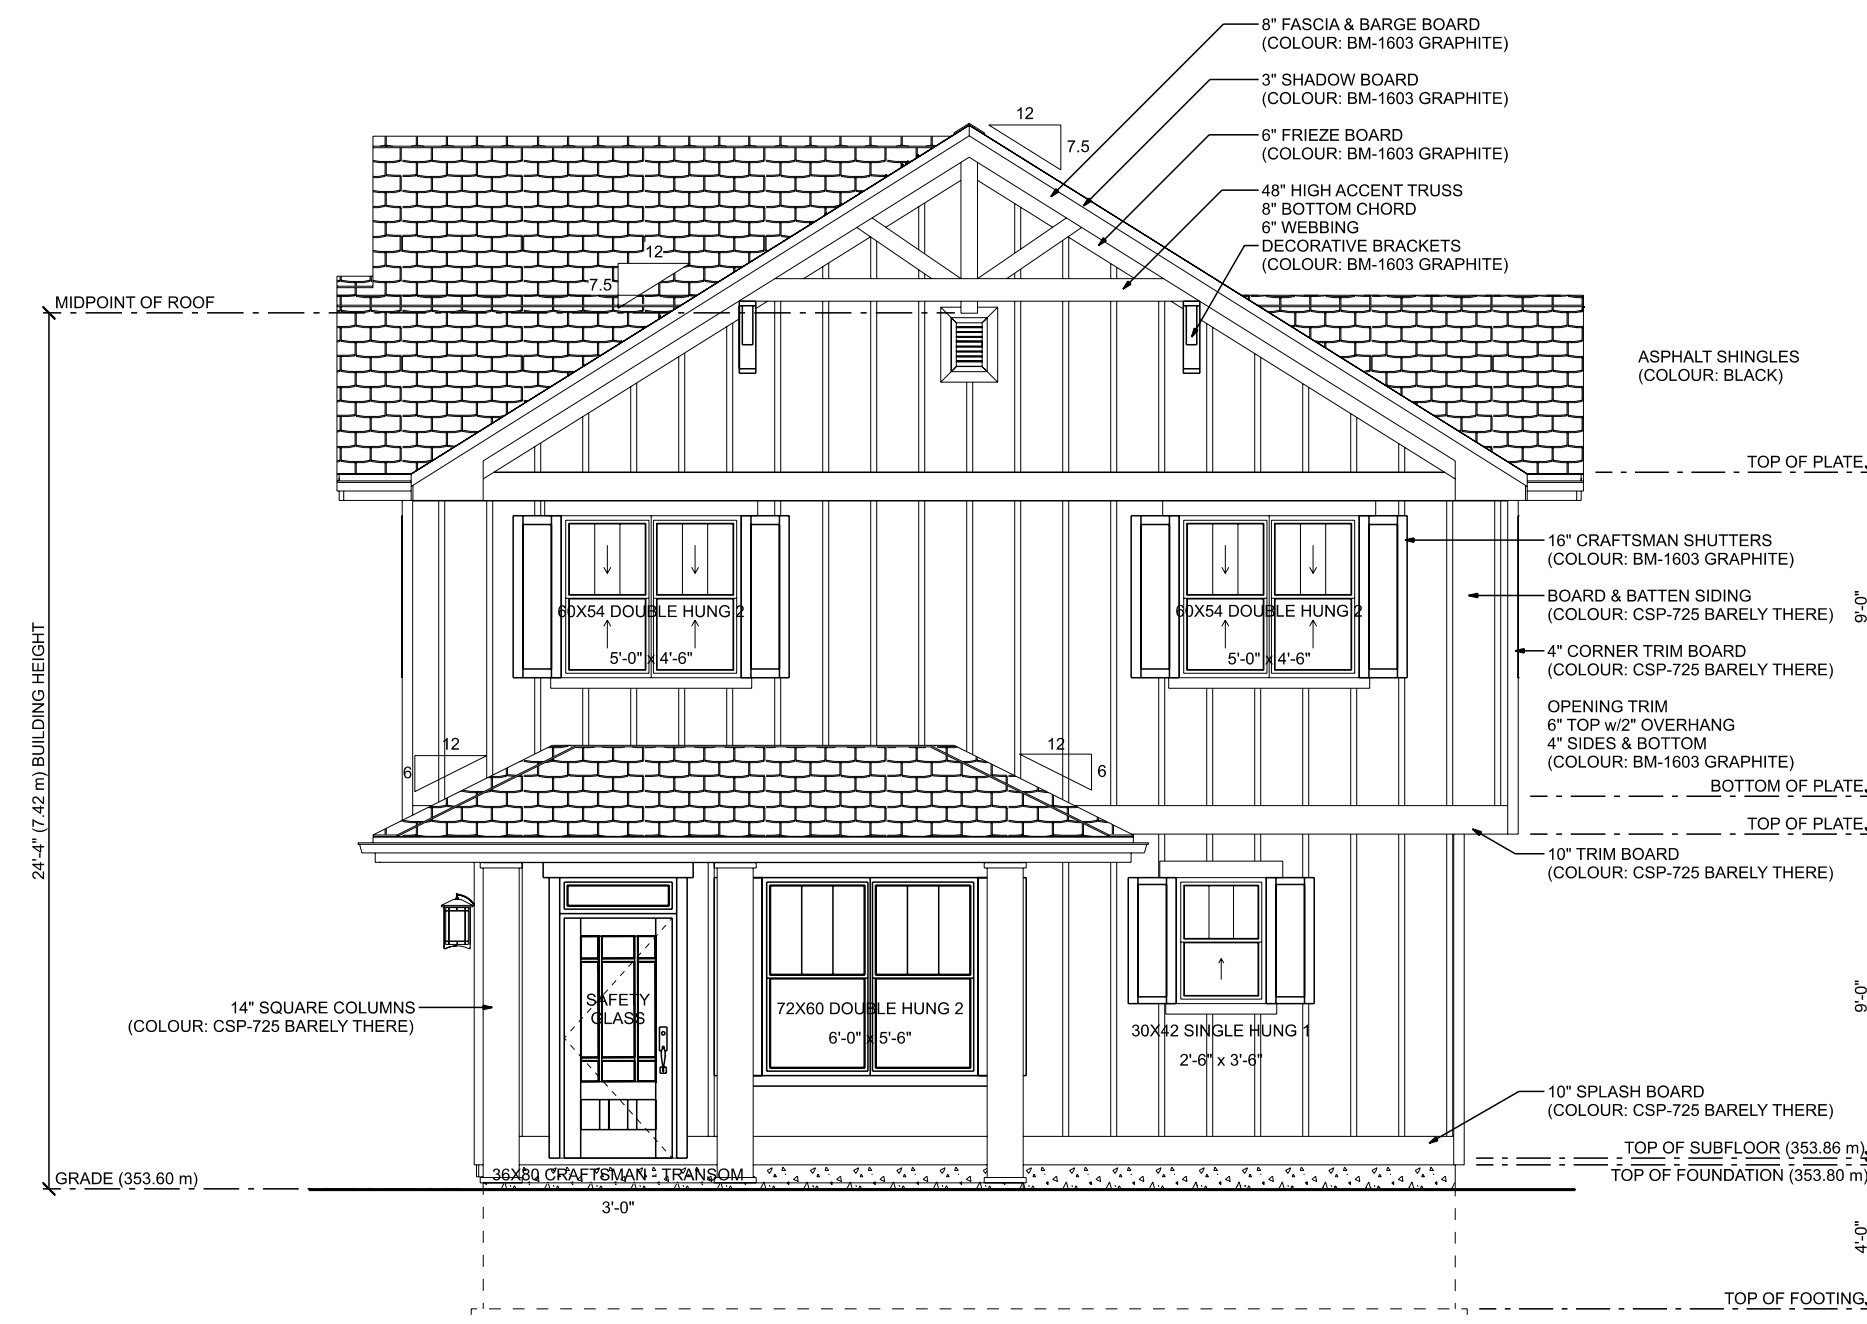 8" FASCIA & BARGE BOARD
(COLOUR: BM-1603 GRAPHITE)
3" SHADOW BOARD
(COLOUR: BM-1603 GRAPHITE)
12
7.5
6" FRIEZE BOARD
(COLOUR: BM-1603 GRAPHITE)
48" HIGH ACCENT TRUSS
8" BOTTOM CHORD
6" WEBBING
DECORATIVE BRACKETS
(COLOUR: BM-1603 GRAPHITE)
12
7.5
MIDPOINT OF ROOF
ASPHALT SHINGLES
(COLOUR: BLACK)
TOP OF PLATE
16" CRAFTSMAN SHUTTERS
(COLOUR: BM-1603 GRAPHITE)
BOARD & BATTEN SIDING
(COLOUR: CSP-725 BARELY THERE)
9'-0"
60X54 DOUBLE HUNG 2
5'-0" x 4'-6"
60X54 DOUBLE HUNG 2
5'-0" x 4'-6"
4" CORNER TRIM BOARD
(COLOUR: CSP-725 BARELY THERE)
OPENING TRIM
6" TOP w/2" OVERHANG
4" SIDES & BOTTOM
(COLOUR: BM-1603 GRAPHITE)
24'-4" (7.42 m) BUILDING HEIGHT
12
6
12
6
BOTTOM OF PLATE
TOP OF PLATE
10" TRIM BOARD
(COLOUR: CSP-725 BARELY THERE)
14" SQUARE COLUMNS
(COLOUR: CSP-725 BARELY THERE)
SAFETY
GLASS
72X60 DOUBLE HUNG 2
6'-0" x 5'-6"
30X42 SINGLE HUNG 1
2'-6" x 3'-6"
9'-0"
10" SPLASH BOARD
(COLOUR: CSP-725 BARELY THERE)
TOP OF SUBFLOOR (353.86 m)
TOP OF FOUNDATION (353.80 m)
GRADE (353.60 m)
36X80 CRAFTSMAN - TRANSOM
3'-0"
4'-0"
TOP OF FOOTING